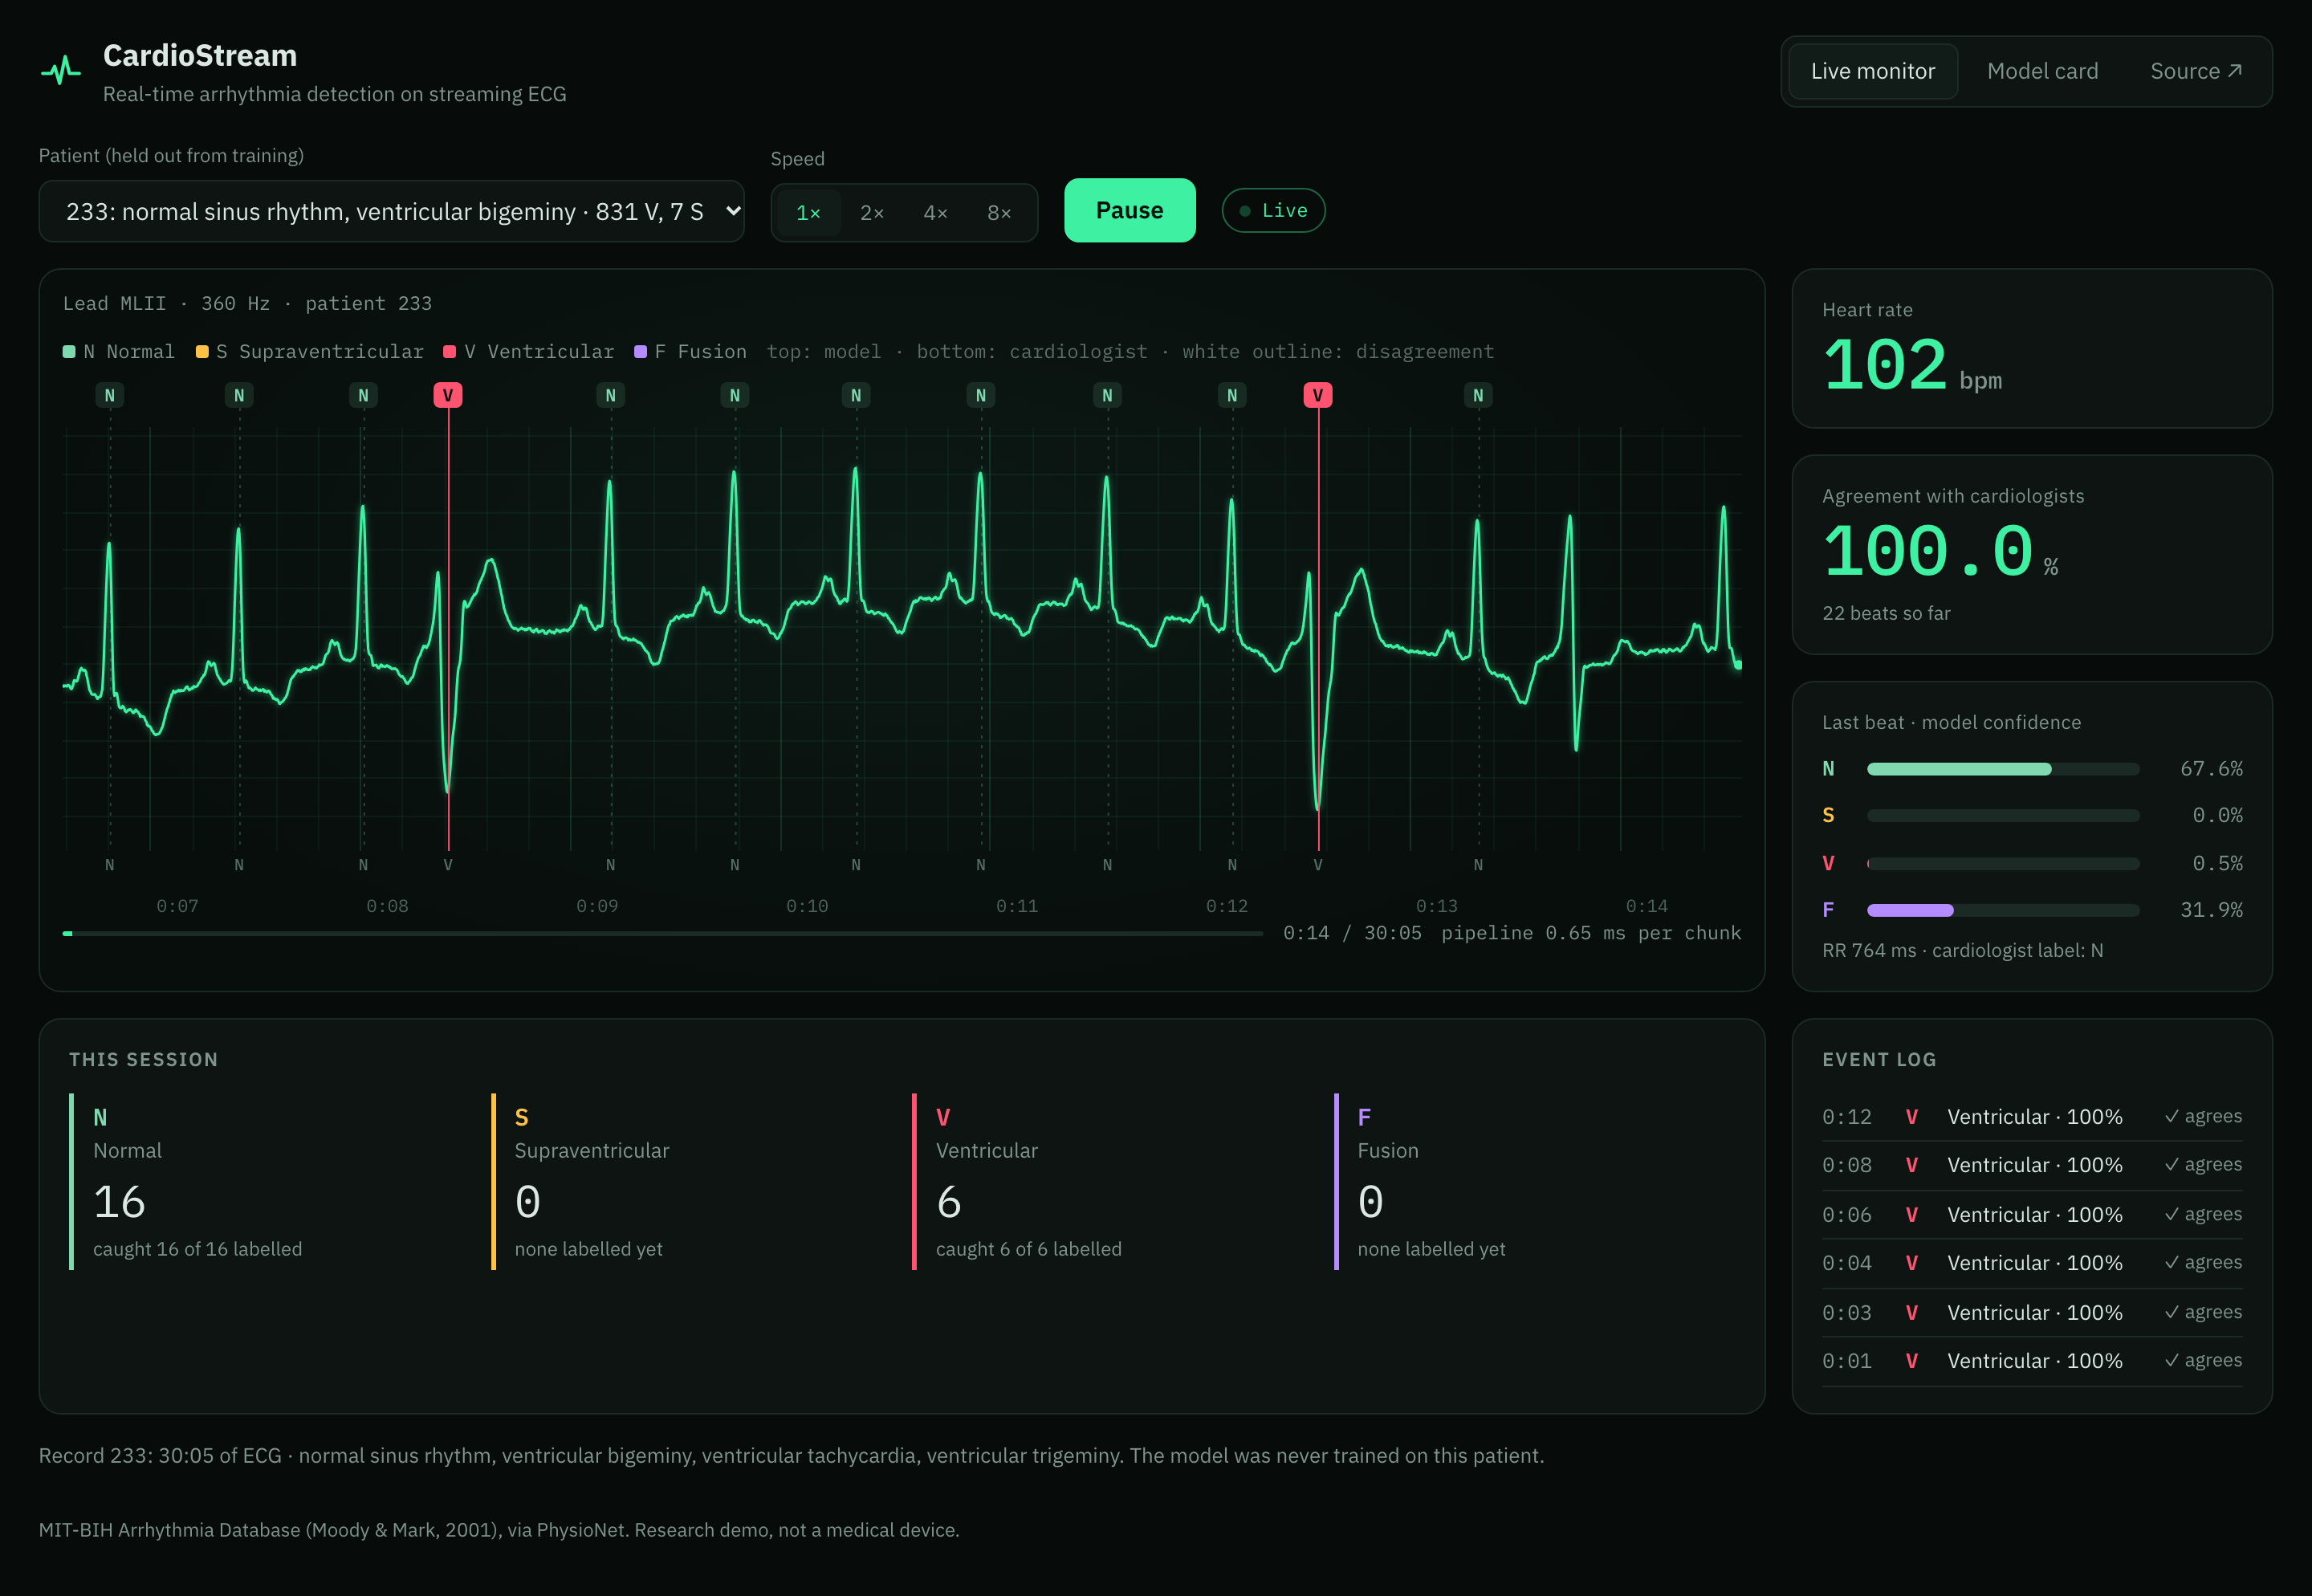 CardioStream
Real-time arrhythmia detection on streaming ECG
Live monitor
Model card
Source ↗
Patient (held out from training)
233: normal sinus rhythm, ventricular bigeminy · 831 V, 7 S
Speed
1× 2× 4× 8×
Pause
Live
Lead MLII · 360 Hz · patient 233
N Normal S Supraventricular V Ventricular F Fusion top: model · bottom: cardiologist · white outline: disagreement
N N N V N N N N N N V N
N N N V N N N N N N V N
0:07 0:08 0:09 0:10 0:11 0:12 0:13 0:14
0:14 / 30:05 pipeline 0.65 ms per chunk
Heart rate
102 bpm
Agreement with cardiologists
100.0 %
22 beats so far
Last beat · model confidence
N 67.6%
S 0.0%
V 0.5%
F 31.9%
RR 764 ms · cardiologist label: N
THIS SESSION
N
Normal
16
caught 16 of 16 labelled
S
Supraventricular
0
none labelled yet
V
Ventricular
6
caught 6 of 6 labelled
F
Fusion
0
none labelled yet
EVENT LOG
0:12 V Ventricular · 100% ✓ agrees
0:08 V Ventricular · 100% ✓ agrees
0:06 V Ventricular · 100% ✓ agrees
0:04 V Ventricular · 100% ✓ agrees
0:03 V Ventricular · 100% ✓ agrees
0:01 V Ventricular · 100% ✓ agrees
Record 233: 30:05 of ECG · normal sinus rhythm, ventricular bigeminy, ventricular tachycardia, ventricular trigeminy. The model was never trained on this patient.
MIT-BIH Arrhythmia Database (Moody & Mark, 2001), via PhysioNet. Research demo, not a medical device.